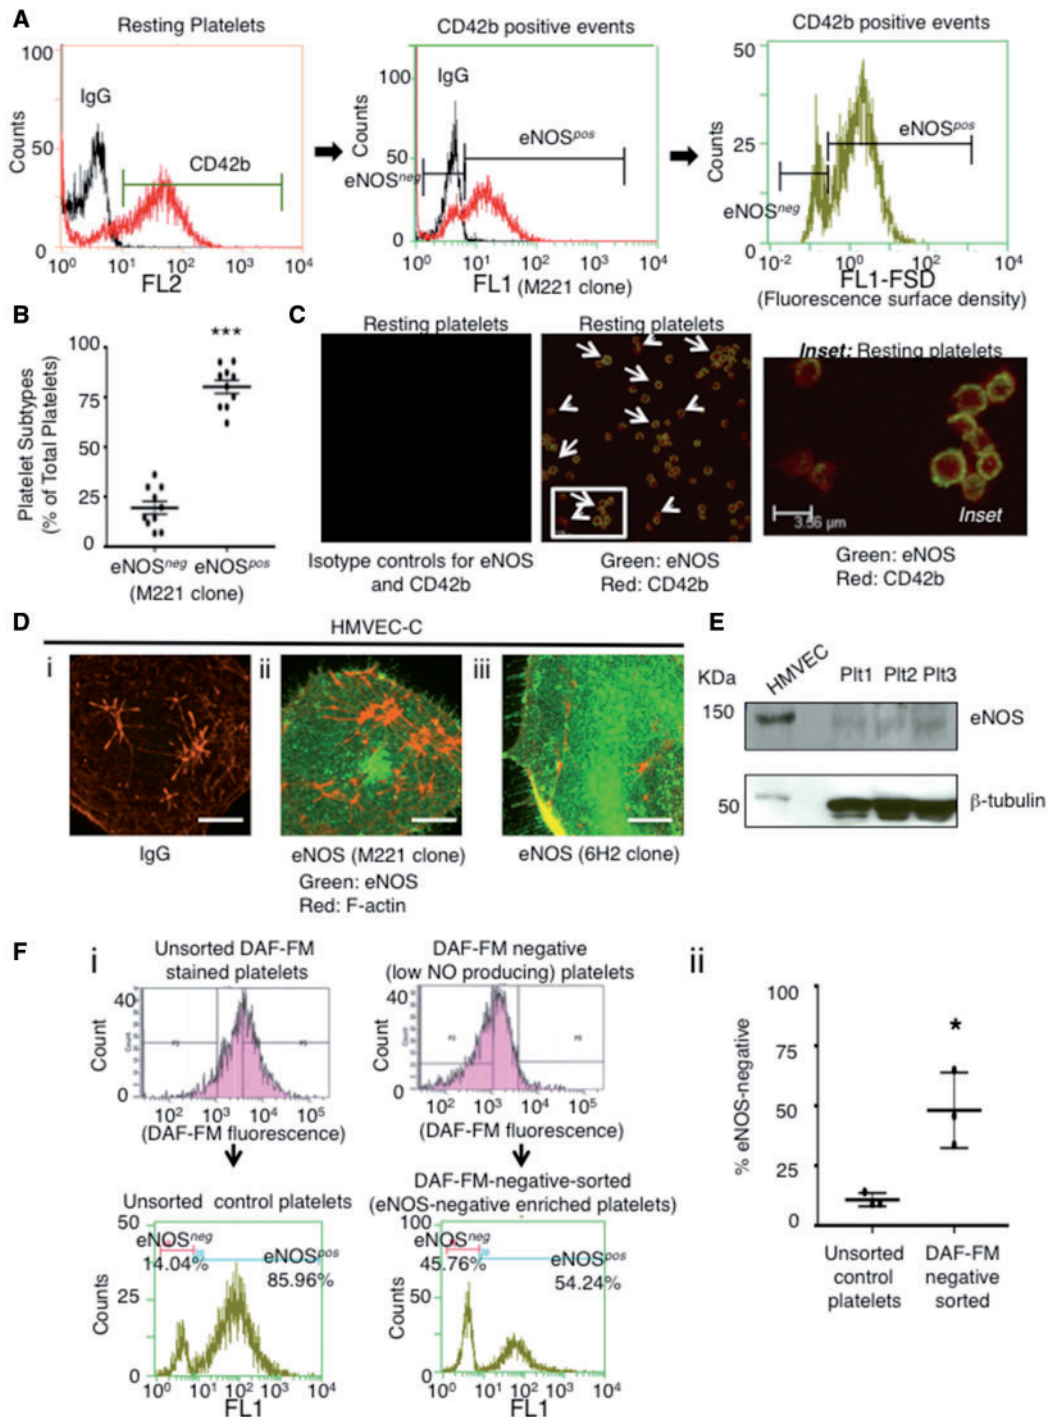 A
Resting Platelets
100
50
0
Counts
IgG
CD42b
10⁰ 10¹ 10² 10³ 10⁴
FL2
CD42b positive events
100
50
0
Counts
IgG
eNOSpos
eNOSneg
10⁰ 10¹ 10² 10³ 10⁴
FL1 (M221 clone)
CD42b positive events
50
25
0
Counts
eNOSpos
eNOSneg
10⁻² 10⁰ 10² 10⁴
FL1-FSD
(Fluorescence surface density)
B
100
75
50
25
0
Platelet Subtypes
(% of Total Platelets)
***
eNOSneg eNOSpos
(M221 clone)
C
Resting platelets
Isotype controls for eNOS
and CD42b
Resting platelets
Green: eNOS
Red: CD42b
Inset: Resting platelets
3.56 µm
Inset
Green: eNOS
Red: CD42b
D
HMVEC-C
i
IgG
ii
eNOS (M221 clone)
Green: eNOS
Red: F-actin
iii
eNOS (6H2 clone)
E
KDa
HMVEC
Plt1 Plt2 Plt3
150
eNOS
50
β-tubulin
F
i
Unsorted DAF-FM
stained platelets
40
0
Count
10² 10³ 10⁴ 10⁵
(DAF-FM fluorescence)
DAF-FM negative
(low NO producing) platelets
40
0
Count
10² 10³ 10⁴ 10⁵
(DAF-FM fluorescence)
Unsorted control platelets
50
25
0
Counts
eNOSneg
14.04%
eNOSpos
85.96%
10⁰ 10¹ 10² 10³ 10⁴
FL1
DAF-FM-negative-sorted
(eNOS-negative enriched platelets)
100
50
0
Counts
eNOSneg
45.76%
eNOSpos
54.24%
10⁰ 10¹ 10² 10³ 10⁴
FL1
ii
100
75
50
25
0
% eNOS-negative
*
Unsorted
control
platelets
DAF-FM
negative
sorted